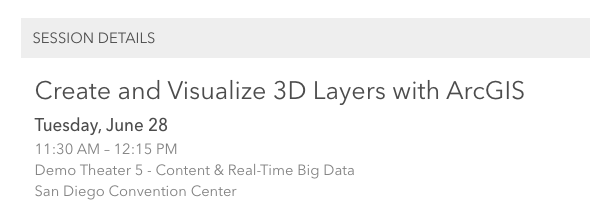 SESSION DETAILS
Create and Visualize 3D Layers with ArcGIS
Tuesday, June 28
11:30 AM – 12:15 PM
Demo Theater 5 - Content & Real-Time Big Data
San Diego Convention Center